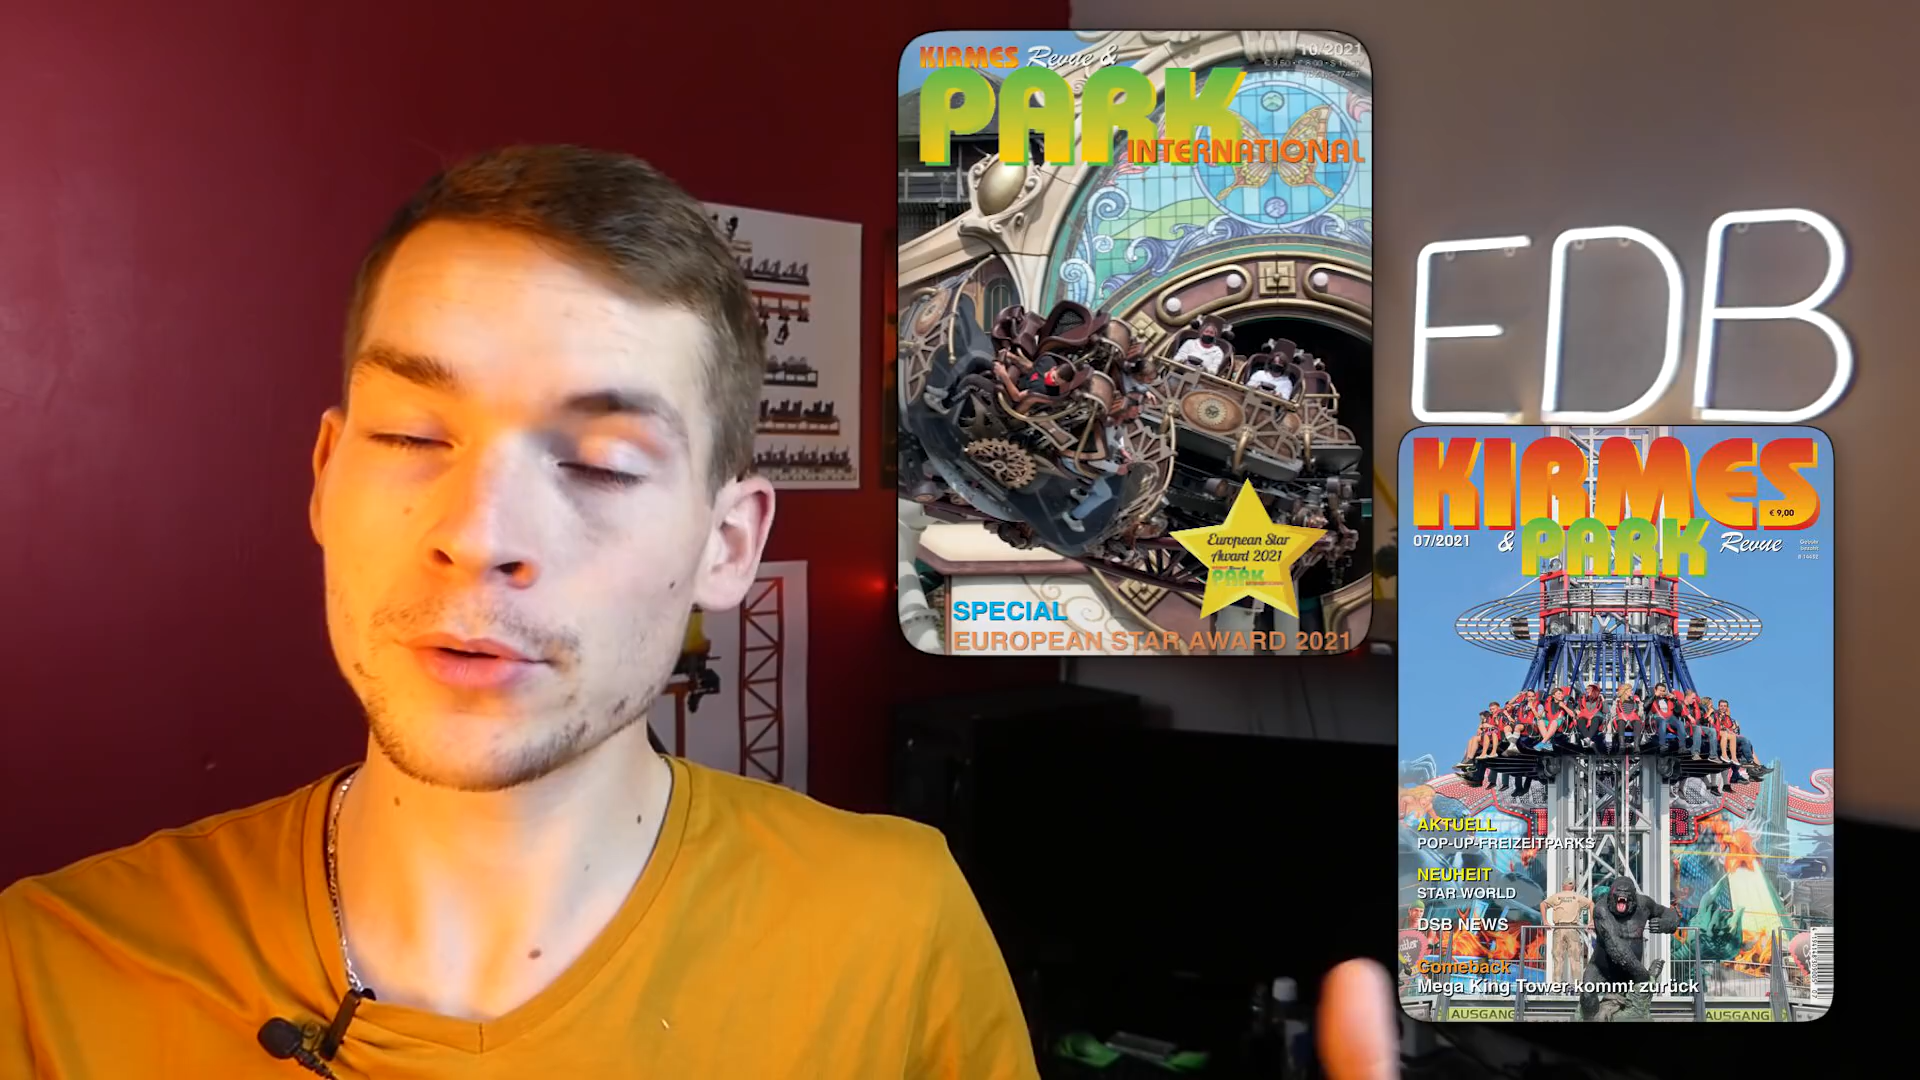 KIRMES Revue &
10/2021
PARK
INTERNATIONAL
European Star
Award 2021
PARK
SPECIAL
EUROPEAN STAR AWARD 2021
EDB
KIRMES
€ 9,00
07/2021 & PARK Revue
AKTUELL
POP-UP-FREIZEITPARKS
NEUHEIT
STAR WORLD
DSB NEWS
Comeback
Mega King Tower kommt zurück
AUSGANG
AUSGANG